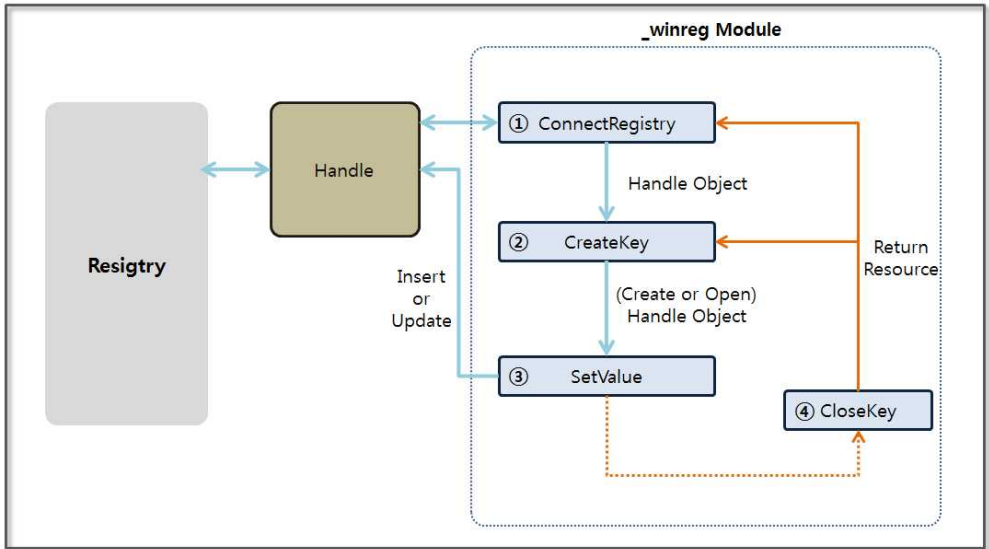 _winreg Module
① ConnectRegistry
Handle
Handle Object
② CreateKey
Resigtry
Insert
or
Update
(Create or Open)
Handle Object
Return
Resource
③ SetValue
④ CloseKey